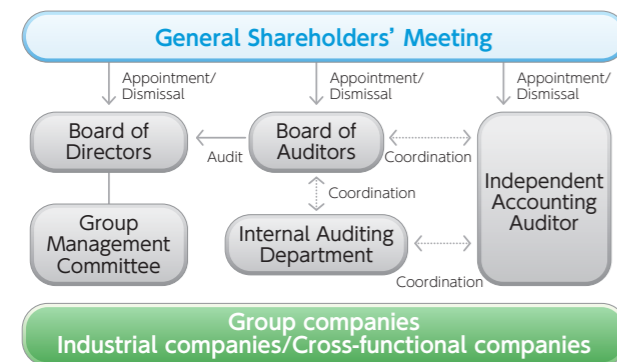 General Shareholders' Meeting
Appointment/
Dismissal
Appointment/
Dismissal
Appointment/
Dismissal
Board of
Directors
Audit
Board of
Auditors
Coordination
Independent
Accounting
Auditor
Coordination
Group
Management
Committee
Internal Auditing
Department
Coordination
Group companies
Industrial companies/Cross-functional companies